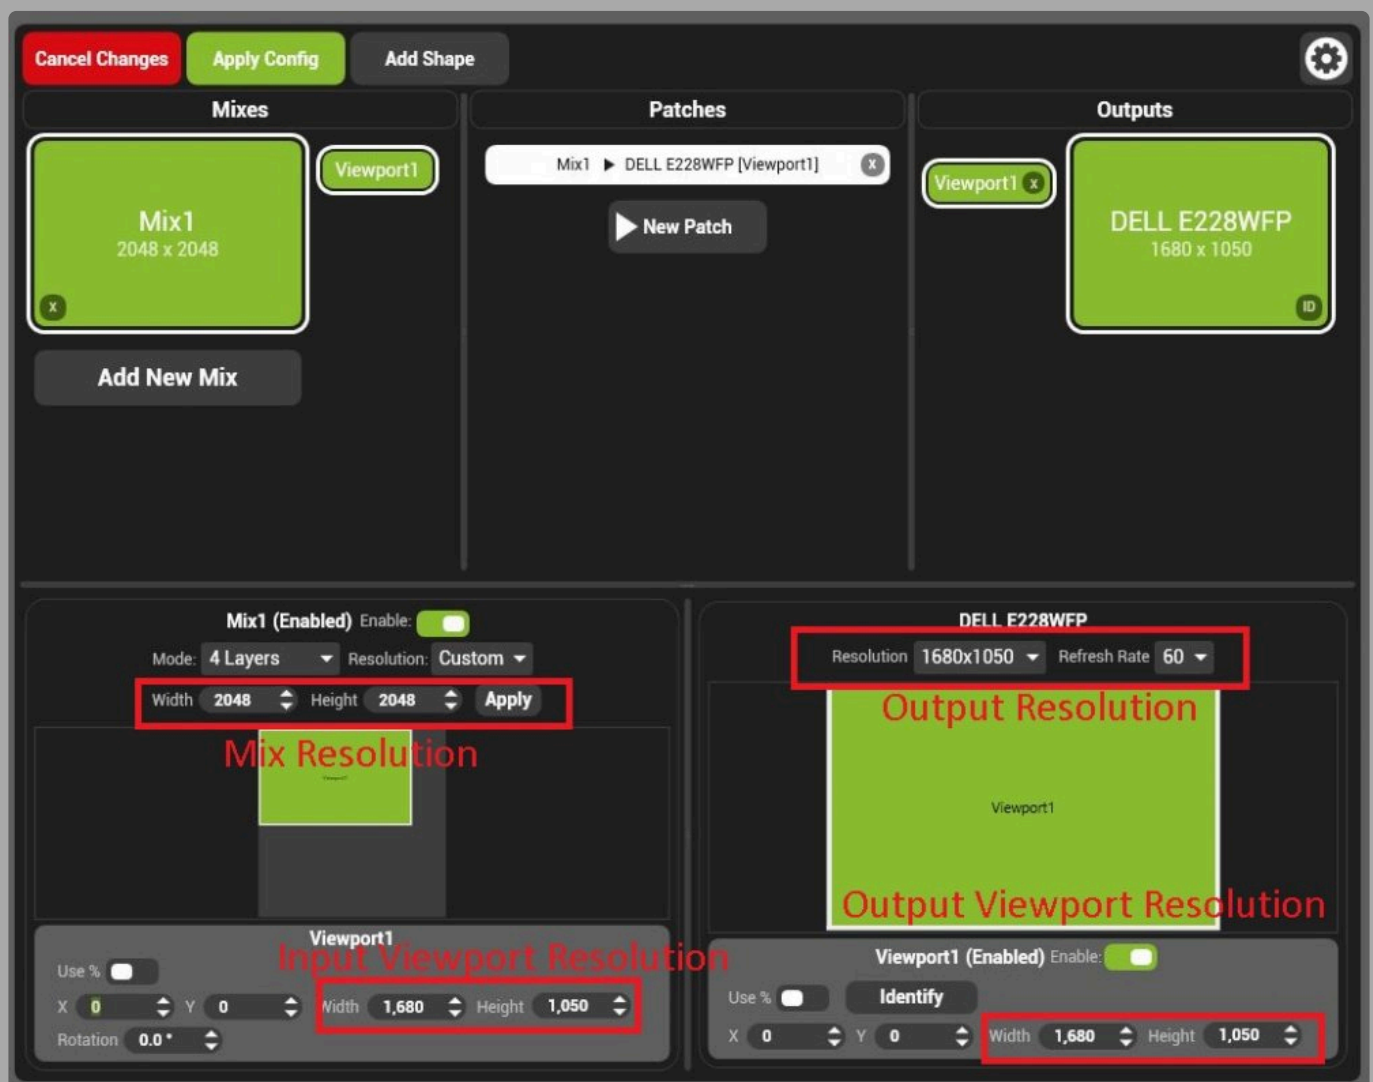 Cancel Changes Apply Config Add Shape
Mixes Patches Outputs
Mix1
2048 x 2048
X
Viewport1
Add New Mix
Mix1 ▶ DELL E228WFP [Viewport1] X
New Patch
Viewport1 X
DELL E228WFP
1680 x 1050
ID
Mix1 (Enabled) Enable:
Mode: 4 Layers Resolution: Custom
Width 2048 Height 2048 Apply
Mix Resolution
Viewport1
Viewport1
Input Viewport Resolution
Use %
X 0 Y 0 Width 1,680 Height 1,050
Rotation 0.0 °
DELL E228WFP
Resolution 1680x1050 Refresh Rate 60
Output Resolution
Viewport1
Output Viewport Resolution
Viewport1 (Enabled) Enable:
Use % Identify
X 0 Y 0 Width 1,680 Height 1,050